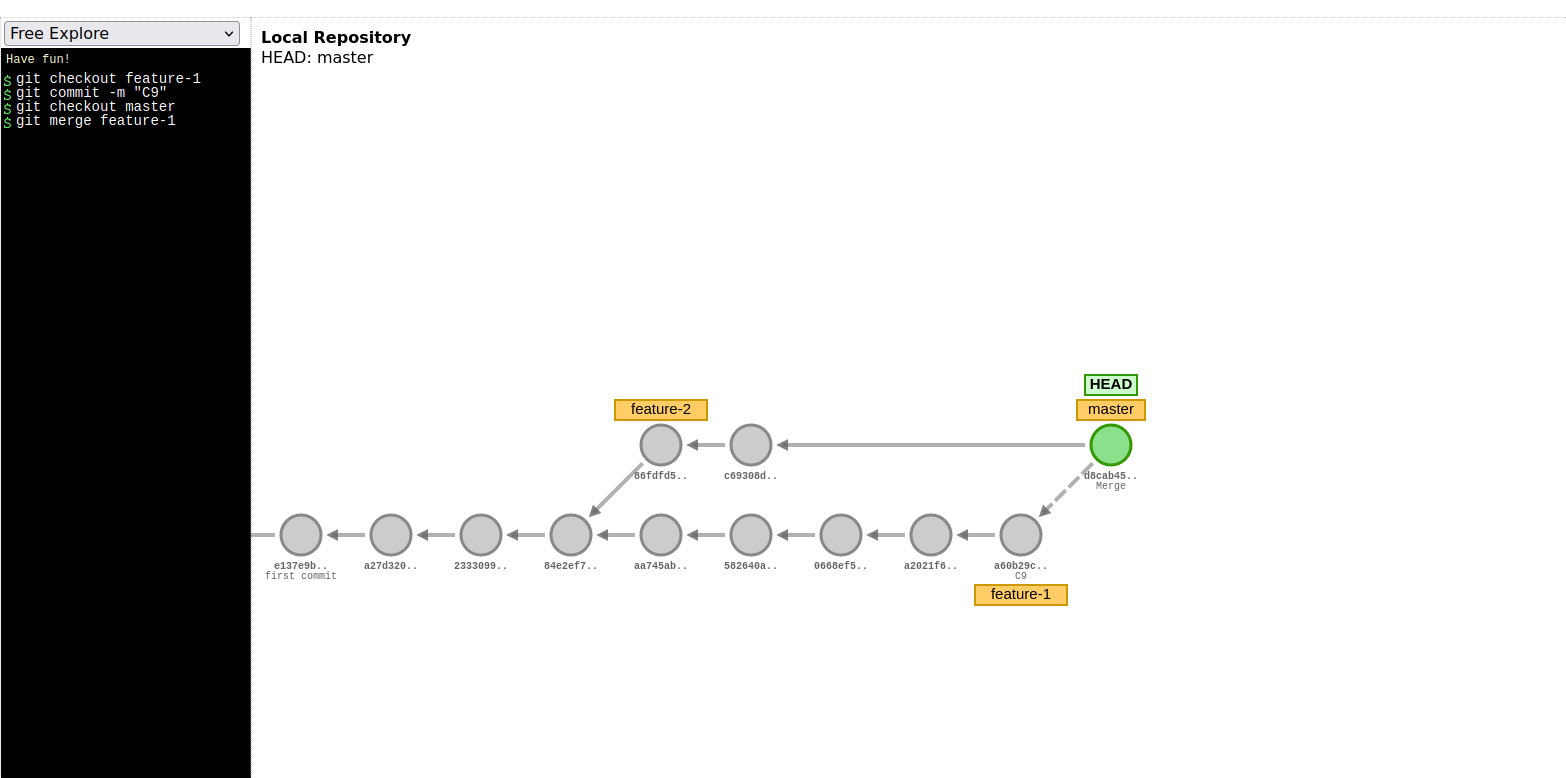 Free Explore
Have fun!
$ git checkout feature-1
$ git commit -m "C9"
$ git checkout master
$ git merge feature-1
Local Repository
HEAD: master
HEAD
feature-2
master
86fdfd5..
c69308d..
d8cab45..
Merge
e137e9b..
first commit
a27d320..
2333099..
84e2ef7..
aa745ab..
582640a..
0668ef5..
a2021f6..
a60b29c..
C9
feature-1